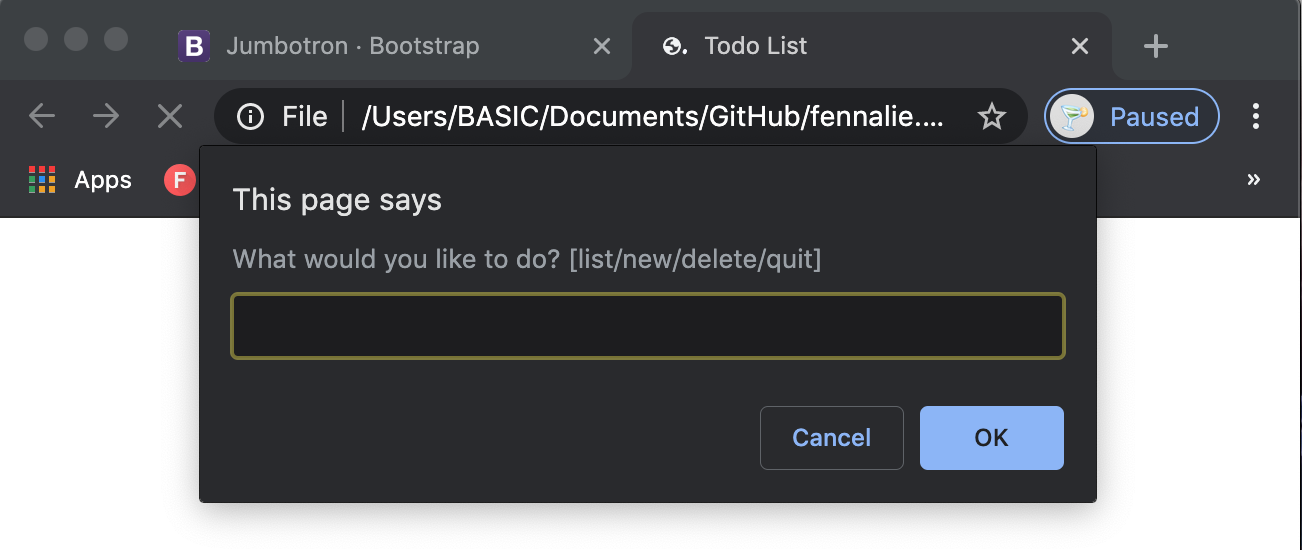 B Jumbotron · Bootstrap Todo List
File /Users/BASIC/Documents/GitHub/fennalie.... Paused
Apps F »
This page says
What would you like to do? [list/new/delete/quit]
Cancel OK